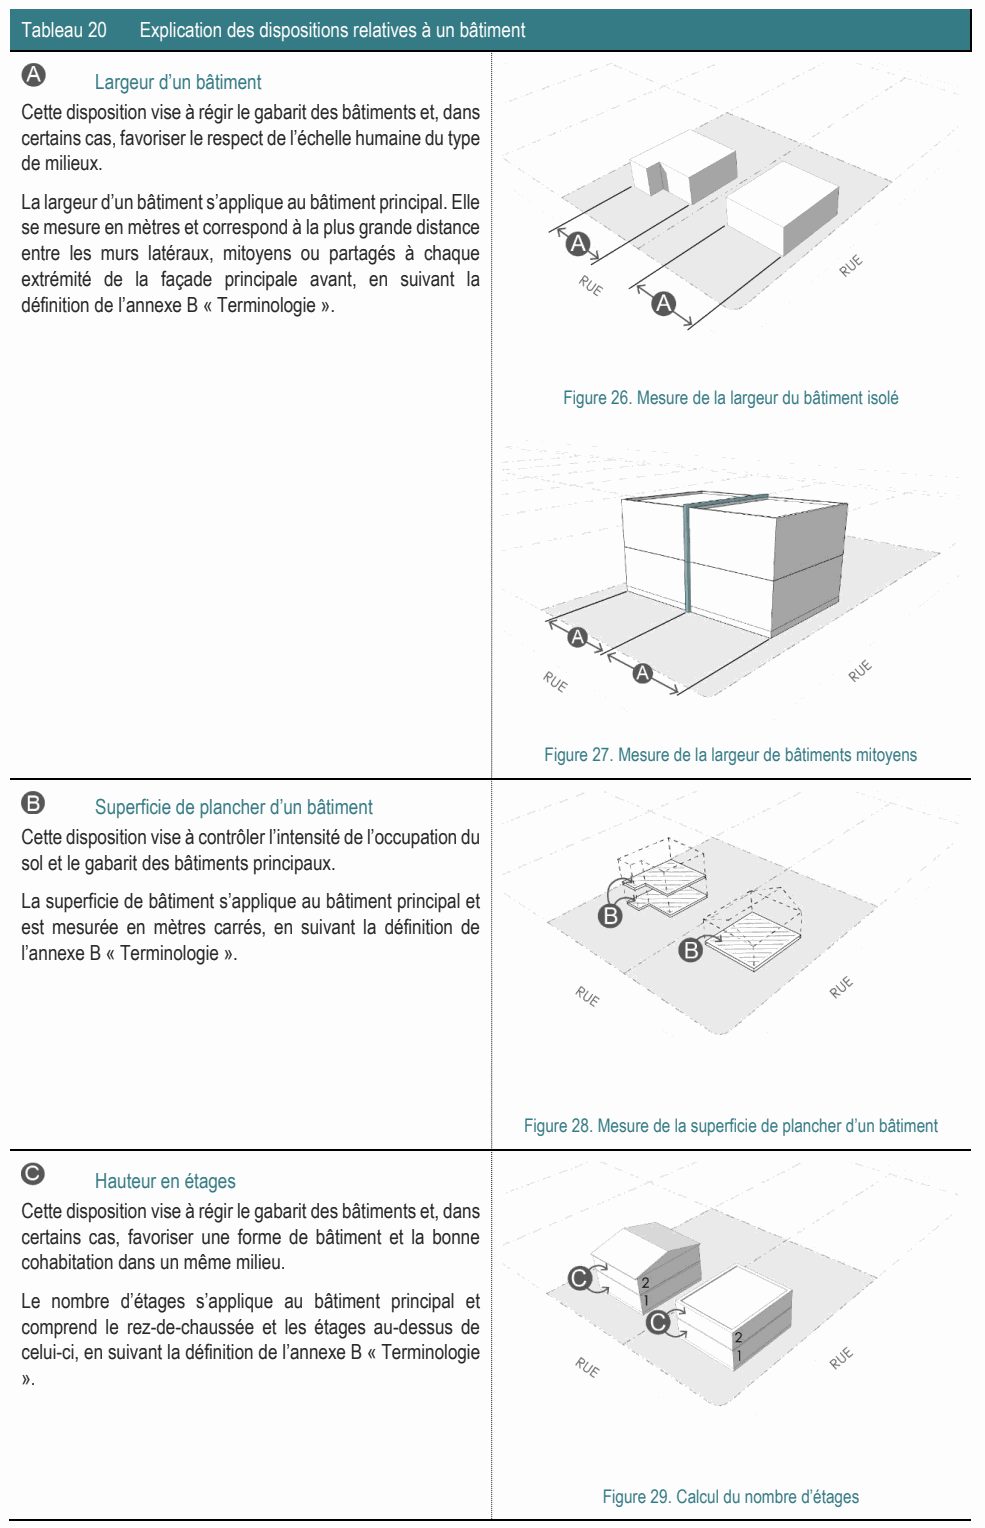 Tableau 20 Explication des dispositions relatives à un bâtiment
A Largeur d’un bâtiment
Cette disposition vise à régir le gabarit des bâtiments et, dans
certains cas, favoriser le respect de l’échelle humaine du type
de milieux.
La largeur d’un bâtiment s’applique au bâtiment principal. Elle
se mesure en mètres et correspond à la plus grande distance
entre les murs latéraux, mitoyens ou partagés à chaque
extrémité de la façade principale avant, en suivant la
définition de l’annexe B « Terminologie ».
A
A
RUE
RUE
Figure 26. Mesure de la largeur du bâtiment isolé
A
A
RUE
RUE
Figure 27. Mesure de la largeur de bâtiments mitoyens
B Superficie de plancher d’un bâtiment
Cette disposition vise à contrôler l’intensité de l’occupation du
sol et le gabarit des bâtiments principaux.
La superficie de bâtiment s’applique au bâtiment principal et
est mesurée en mètres carrés, en suivant la définition de
l’annexe B « Terminologie ».
B
B
RUE
RUE
Figure 28. Mesure de la superficie de plancher d’un bâtiment
C Hauteur en étages
Cette disposition vise à régir le gabarit des bâtiments et, dans
certains cas, favoriser une forme de bâtiment et la bonne
cohabitation dans un même milieu.
Le nombre d’étages s’applique au bâtiment principal et
comprend le rez-de-chaussée et les étages au-dessus de
celui-ci, en suivant la définition de l’annexe B « Terminologie
».
C
2
1
C
2
1
RUE
RUE
Figure 29. Calcul du nombre d’étages